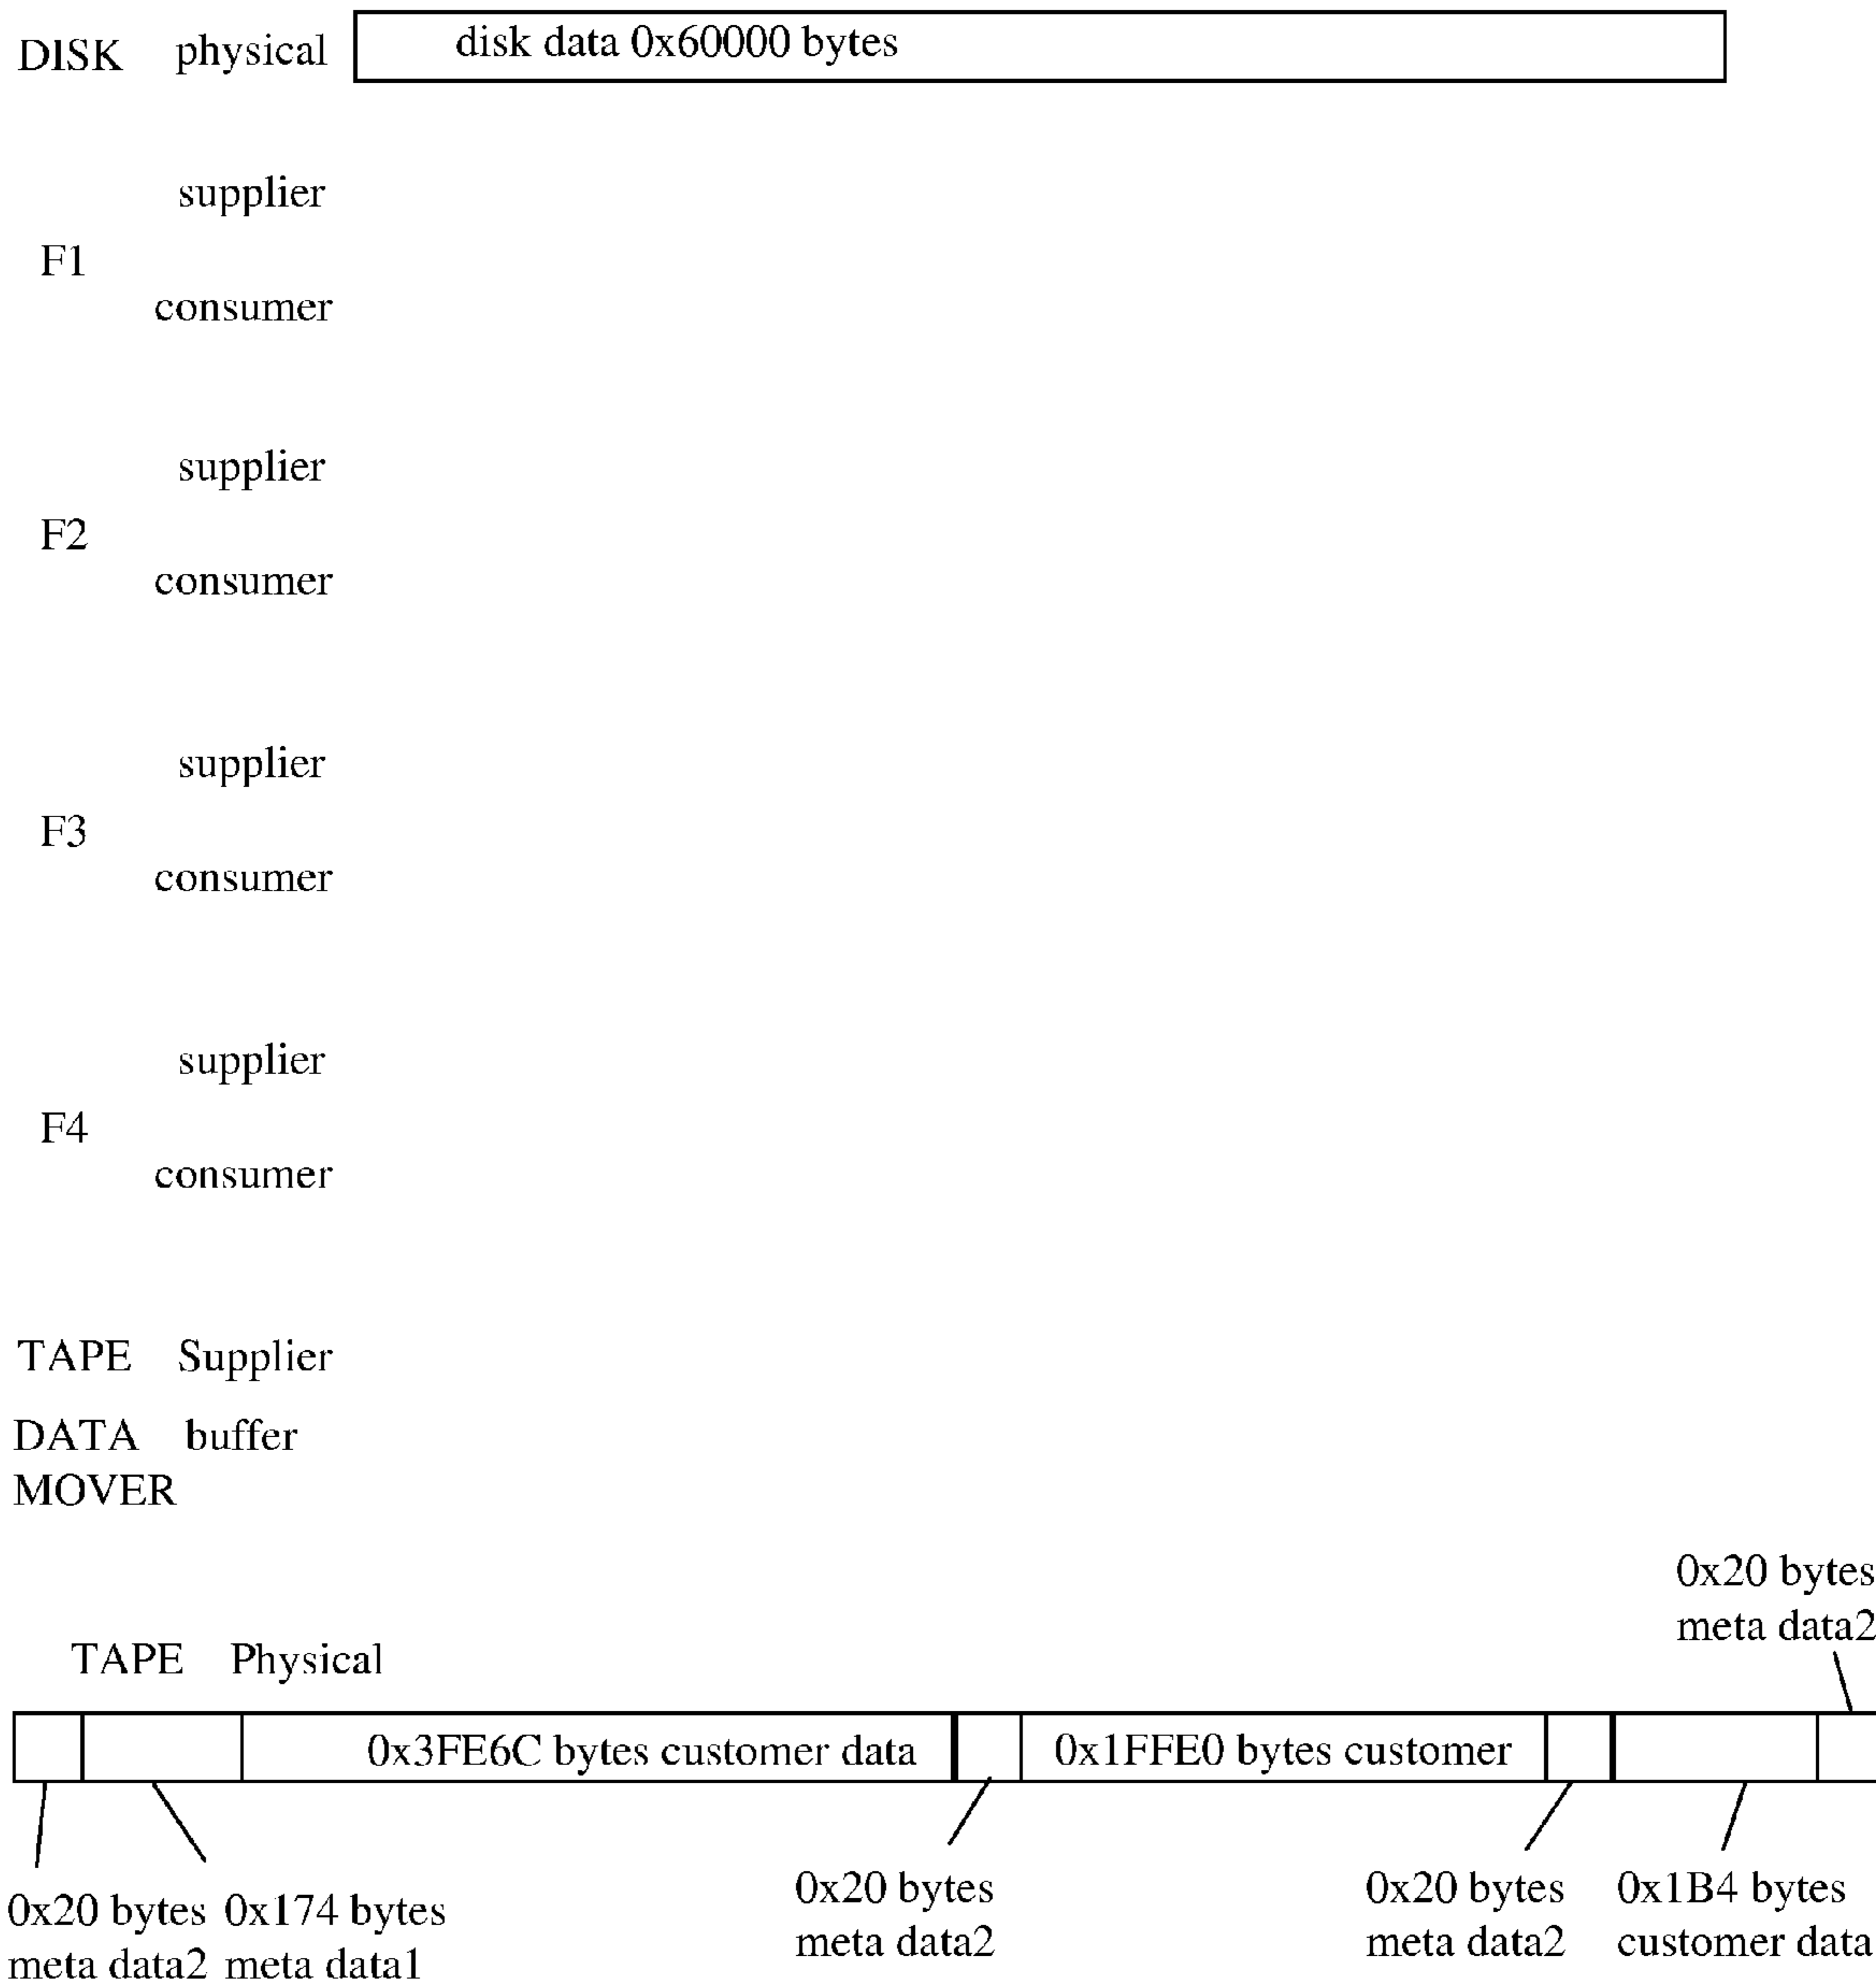 DISK physical disk data 0x60000 bytes
supplier
F1
consumer
supplier
F2
consumer
supplier
F3
consumer
supplier
F4
consumer
TAPE Supplier
DATA buffer
MOVER
0x20 bytes
meta data2
TAPE Physical
0x3FE6C bytes customer data 0x1FFE0 bytes customer
0x20 bytes
meta data2
0x174 bytes
meta data1
0x20 bytes
meta data2
0x20 bytes
meta data2
0x1B4 bytes
customer data